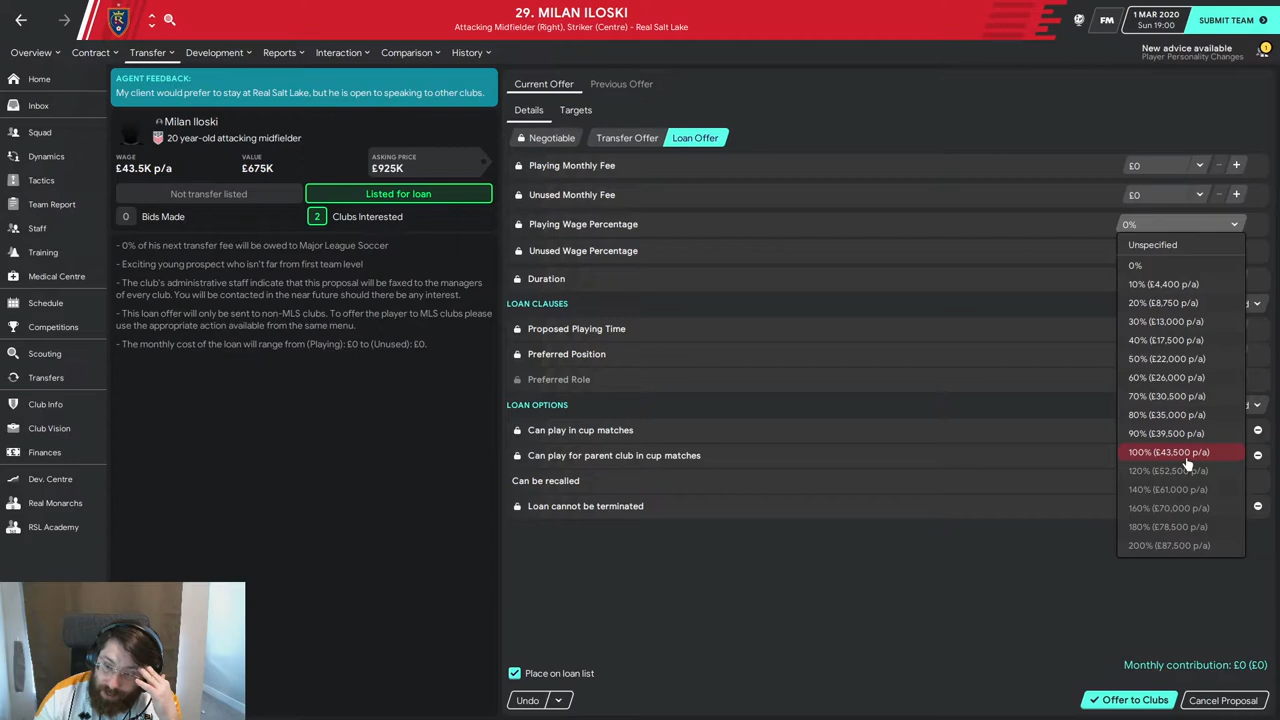 29. MILAN ILOSKI
Attacking Midfielder (Right), Striker (Centre) - Real Salt Lake
FM
1 MAR 2020
Sun 19:00
SUBMIT TEAM
Overview
Contract
Transfer
Development
Reports
Interaction
Comparison
History
New advice available
Player Personality Changes
1
Home
Inbox
Squad
Dynamics
Tactics
Team Report
Staff
Training
Medical Centre
Schedule
Competitions
Scouting
Transfers
Club Info
Club Vision
Finances
Dev. Centre
Real Monarchs
RSL Academy
AGENT FEEDBACK:
My client would prefer to stay at Real Salt Lake, but he is open to speaking to other clubs.
Milan Iloski
20 year-old attacking midfielder
WAGE
£43.5K p/a
VALUE
£675K
ASKING PRICE
£925K
Not transfer listed
Listed for loan
0 Bids Made
2 Clubs Interested
- 0% of his next transfer fee will be owed to Major League Soccer
- Exciting young prospect who isn't far from first team level
- The club's administrative staff indicate that this proposal will be faxed to the managers
of every club. You will be contacted in the near future should there be any interest.
- This loan offer will only be sent to non-MLS clubs. To offer the player to MLS clubs please
use the appropriate action available from the same menu.
- The monthly cost of the loan will range from (Playing): £0 to (Unused): £0.
Current Offer
Previous Offer
Details
Targets
Negotiable
Transfer Offer
Loan Offer
Playing Monthly Fee
£0
Unused Monthly Fee
£0
Playing Wage Percentage
0%
Unused Wage Percentage
Duration
LOAN CLAUSES
Proposed Playing Time
Preferred Position
Preferred Role
LOAN OPTIONS
Can play in cup matches
Can play for parent club in cup matches
Can be recalled
Loan cannot be terminated
Unspecified
0%
10% (£4,400 p/a)
20% (£8,750 p/a)
30% (£13,000 p/a)
40% (£17,500 p/a)
50% (£22,000 p/a)
60% (£26,000 p/a)
70% (£30,500 p/a)
80% (£35,000 p/a)
90% (£39,500 p/a)
100% (£43,500 p/a)
120% (£52,500 p/a)
140% (£61,000 p/a)
160% (£70,000 p/a)
180% (£78,500 p/a)
200% (£87,500 p/a)
Place on loan list
Monthly contribution: £0 (£0)
Undo
Offer to Clubs
Cancel Proposal